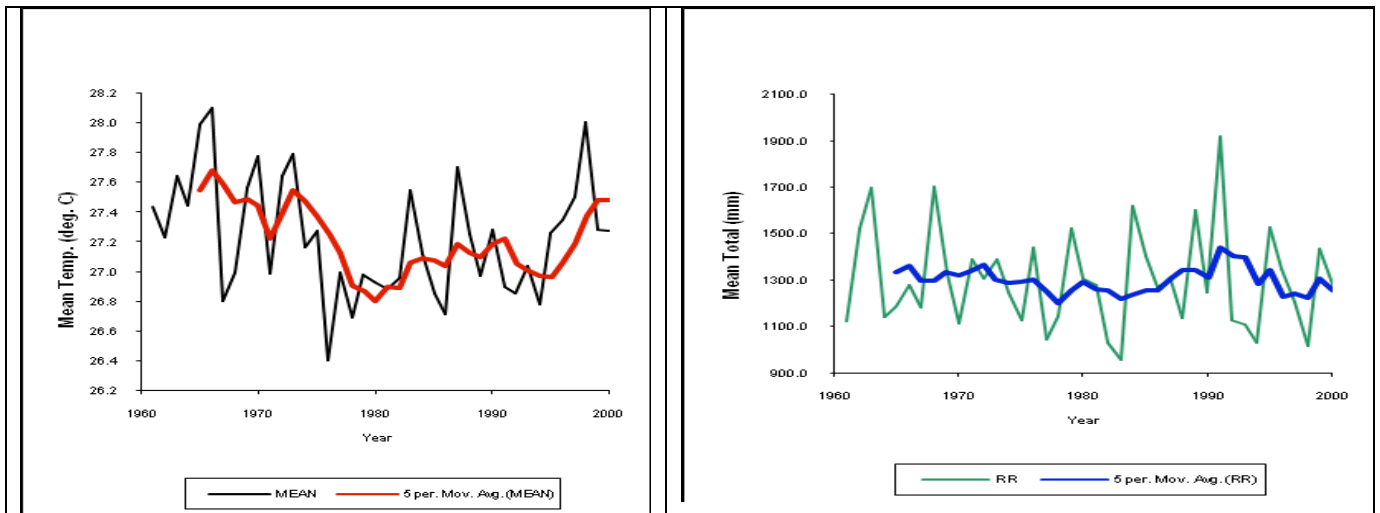 28.2
28.0
27.8
27.6
27.4
27.2
27.0
26.8
26.6
26.4
26.2
Mean Temp. (deg. C)
1960 1970 1980 1990 2000
Year
MEAN 5 per. Mov. Avg. (MEAN)
2100.0
1900.0
1700.0
1500.0
1300.0
1100.0
900.0
Mean Total (mm)
1960 1970 1980 1990 2000
Year
RR 5 per. Mov. Avg. (RR)